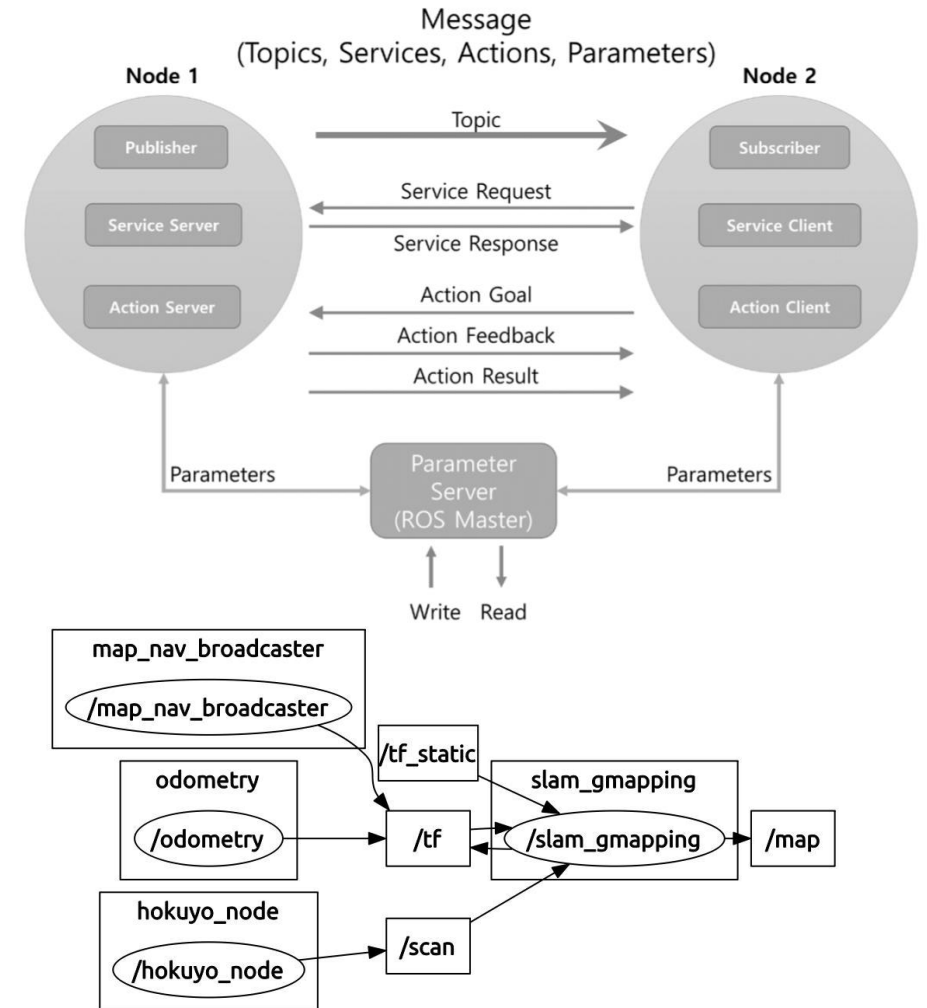 Message
(Topics, Services, Actions, Parameters)
Node 1
Node 2
Publisher
Topic
Subscriber
Service Request
Service Server
Service Client
Service Response
Action Goal
Action Server
Action Client
Action Feedback
Action Result
Parameters
Parameter
Server
(ROS Master)
Parameters
Write
Read
map_nav_broadcaster
/map_nav_broadcaster
/tf_static
odometry
slam_gmapping
/odometry
/tf
/slam_gmapping
/map
hokuyo_node
/scan
/hokuyo_node